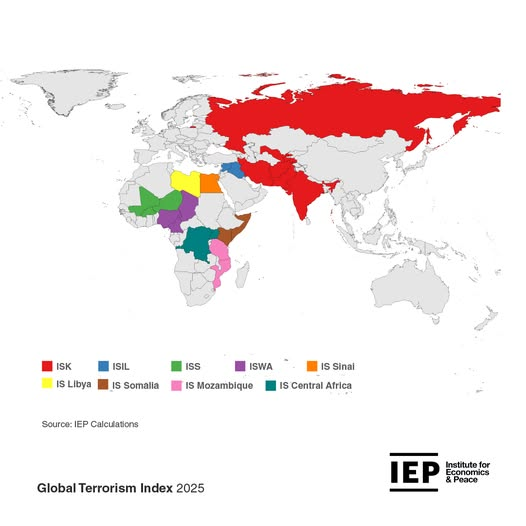 ISK ISIL ISS ISWA IS Sinai
IS Libya IS Somalia IS Mozambique IS Central Africa
Source: IEP Calculations
Global Terrorism Index 2025
IEP
Institute for
Economics
& Peace